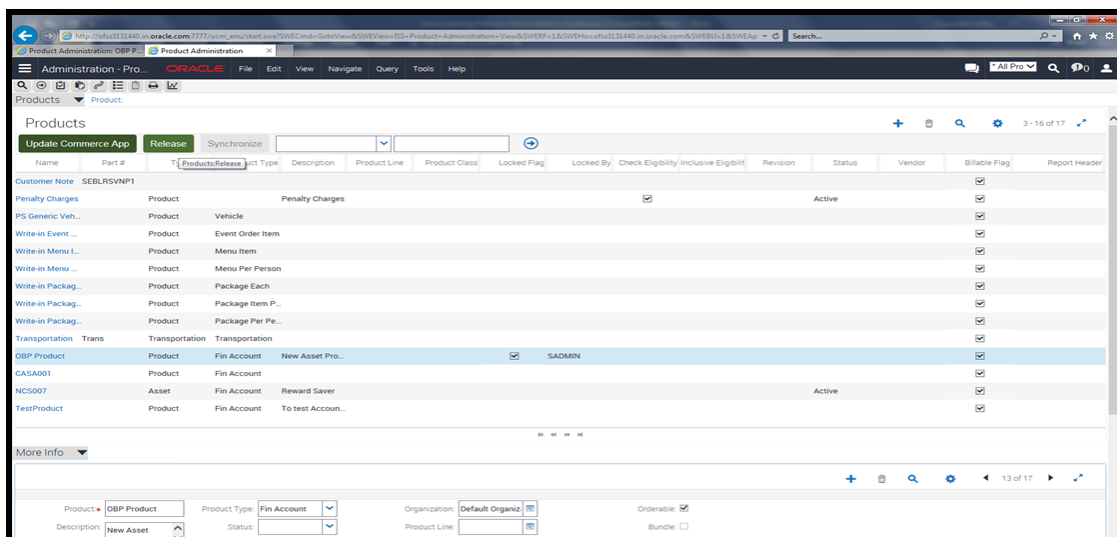 http://ofss3131440.in.oracle.com:7777/ucm_enu/start.swe?SWECmd=GotoView&SWEView=ISS+Product+Administration+View&SWERF=1&SWEHo=ofss3131440.in.oracle.com&SWEBU=1&SWEAp
Search...
Product Administration: OBP P...
Product Administration
Administration - Pro... ORACLE File Edit View Navigate Query Tools Help * All Pro 0
Products Product:
Products 3 - 16 of 17
Update Commerce App Release Synchronize
Name Part # Products:Release Product Type Description Product Line Product Class Locked Flag Locked By Check Eligibility Inclusive Eligibilit Revision Status Vendor Billable Flag Report Header
Customer Note SEBLRSVNP1
Penalty Charges Product Penalty Charges Active
PS Generic Veh... Product Vehicle
Write-in Event ... Product Event Order Item
Write-in Menu I... Product Menu Item
Write-in Menu ... Product Menu Per Person
Write-in Packag... Product Package Each
Write-in Packag... Product Package Item P...
Write-in Packag... Product Package Per Pe...
Transportation Trans Transportation Transportation
OBP Product Product Fin Account New Asset Pro... SADMIN
CASA001 Product Fin Account
NCS007 Asset Fin Account Reward Saver Active
TestProduct Product Fin Account To test Accoun...
More Info
13 of 17
Product:★ OBP Product Product Type: Fin Account Organization: Default Organiz Orderable:
Description: New Asset Status: Product Line: Bundle: